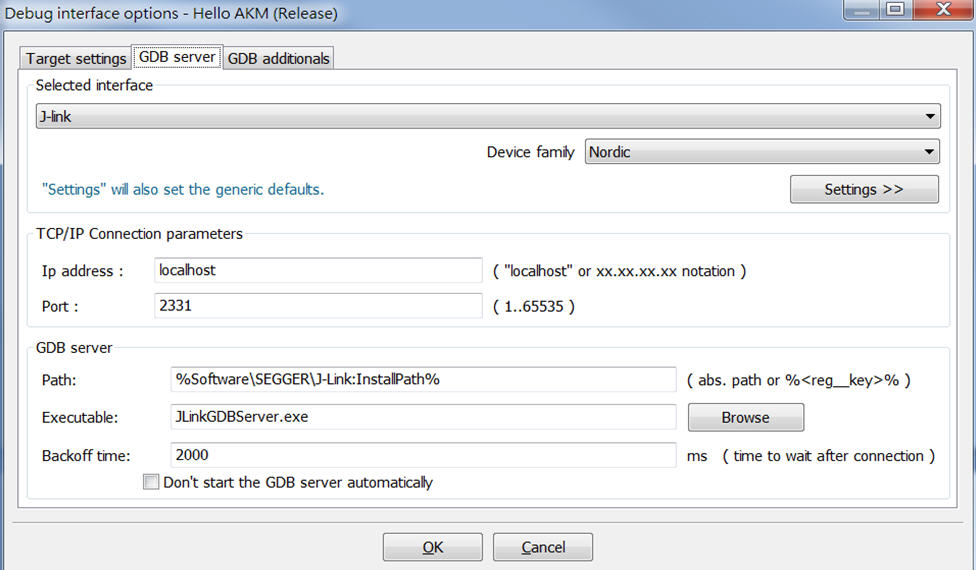 Debug interface options - Hello AKM (Release)
Target settings GDB server GDB additionals
Selected interface
J-link
Device family Nordic
"Settings" will also set the generic defaults. Settings >>
TCP/IP Connection parameters
Ip address : localhost ( "localhost" or xx.xx.xx.xx notation )
Port : 2331 ( 1..65535 )
GDB server
Path: %Software\SEGGER\J-Link:InstallPath% ( abs. path or %<reg__key>% )
Executable: JLinkGDBServer.exe Browse
Backoff time: 2000 ms ( time to wait after connection )
Don't start the GDB server automatically
OK Cancel